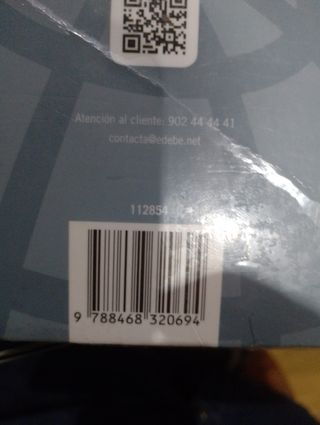 Atención al cliente: 902 44 44 41
contacta@edebe.net
112854
9 788468 320694